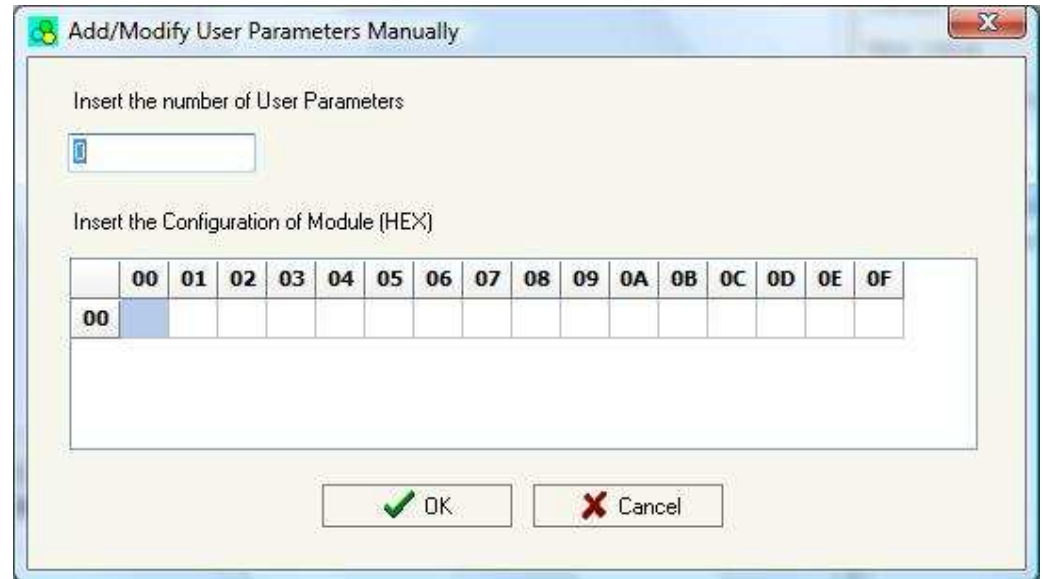 Add/Modify User Parameters Manually
Insert the number of User Parameters
0
Insert the Configuration of Module (HEX)
00 01 02 03 04 05 06 07 08 09 0A 0B 0C 0D 0E 0F
00
OK Cancel